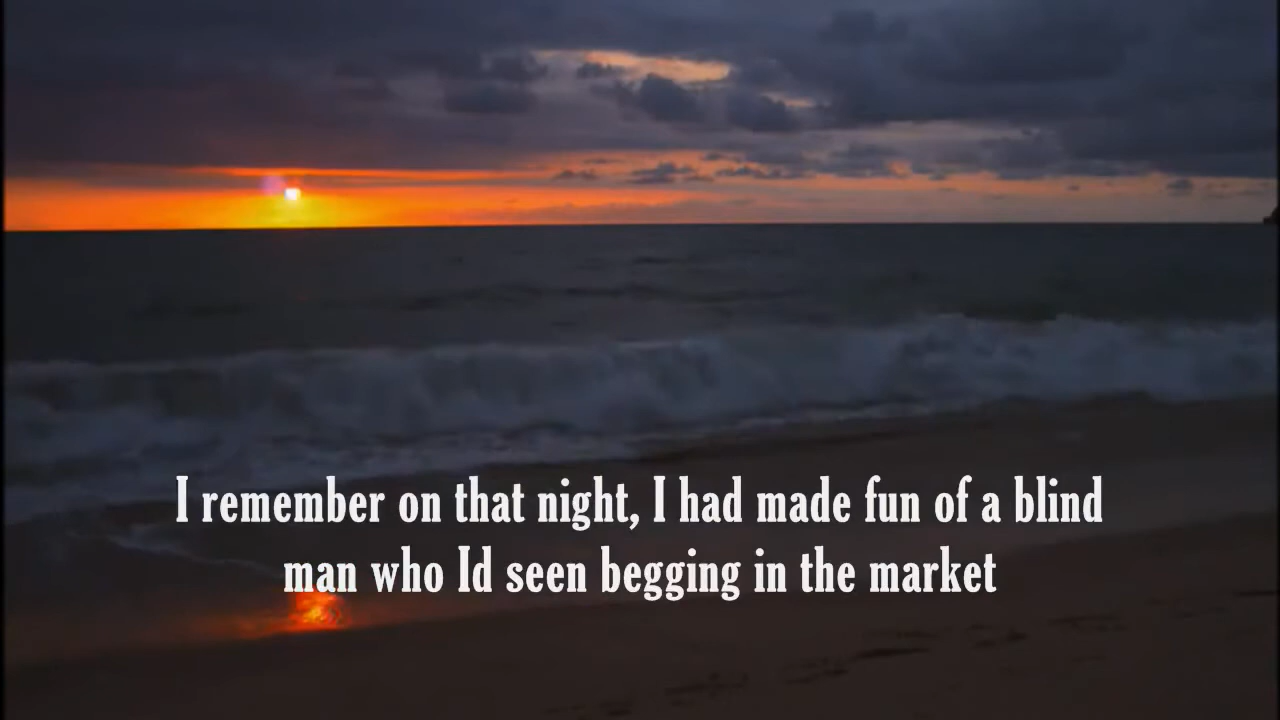 I remember on that night, I had made fun of a blind
man who Id seen begging in the market